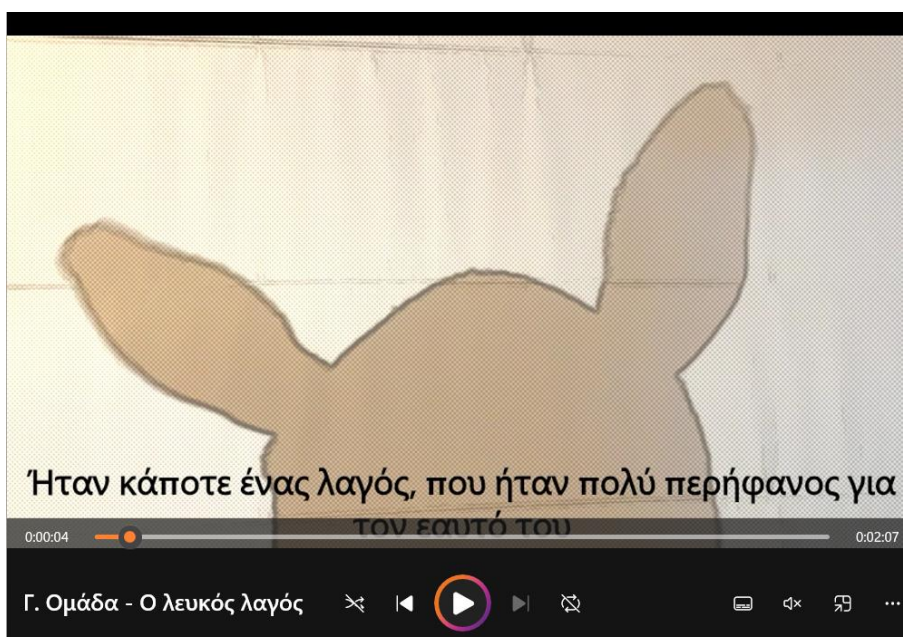 Ήταν κάποτε ένας λαγός, που ήταν πολύ περήφανος για
τον εαυτό του
0:00:04
0:02:07
Γ. Ομάδα - Ο λευκός λαγός